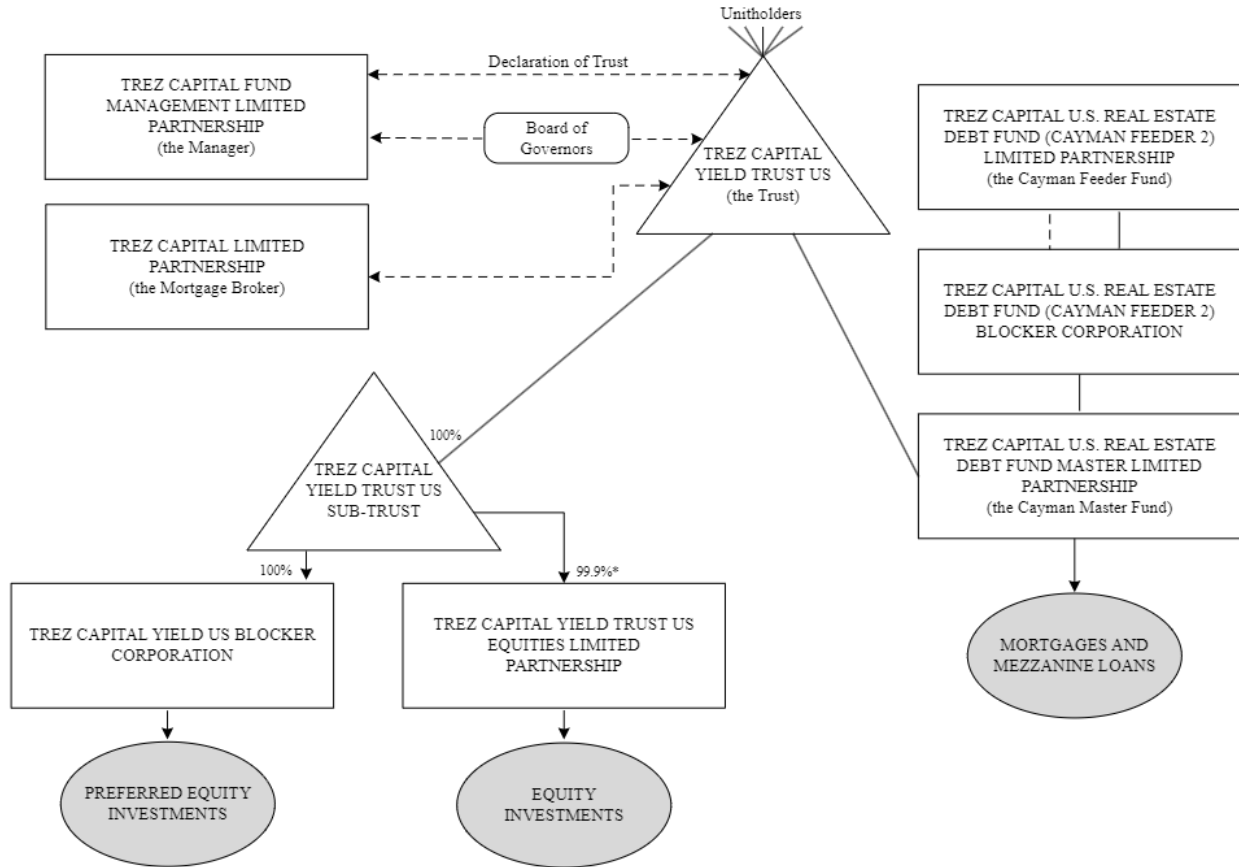 Unitholders
Declaration of Trust
TREZ CAPITAL FUND
MANAGEMENT LIMITED
PARTNERSHIP
(the Manager)
Board of
Governors
TREZ CAPITAL
YIELD TRUST US
(the Trust)
TREZ CAPITAL U.S. REAL ESTATE
DEBT FUND (CAYMAN FEEDER 2)
LIMITED PARTNERSHIP
(the Cayman Feeder Fund)
TREZ CAPITAL LIMITED
PARTNERSHIP
(the Mortgage Broker)
TREZ CAPITAL U.S. REAL ESTATE
DEBT FUND (CAYMAN FEEDER 2)
BLOCKER CORPORATION
100%
TREZ CAPITAL
YIELD TRUST US
SUB-TRUST
TREZ CAPITAL U.S. REAL ESTATE
DEBT FUND MASTER LIMITED
PARTNERSHIP
(the Cayman Master Fund)
100%
99.9%*
TREZ CAPITAL YIELD US BLOCKER
CORPORATION
TREZ CAPITAL YIELD TRUST US
EQUITIES LIMITED
PARTNERSHIP
MORTGAGES AND
MEZZANINE LOANS
PREFERRED EQUITY
INVESTMENTS
EQUITY
INVESTMENTS